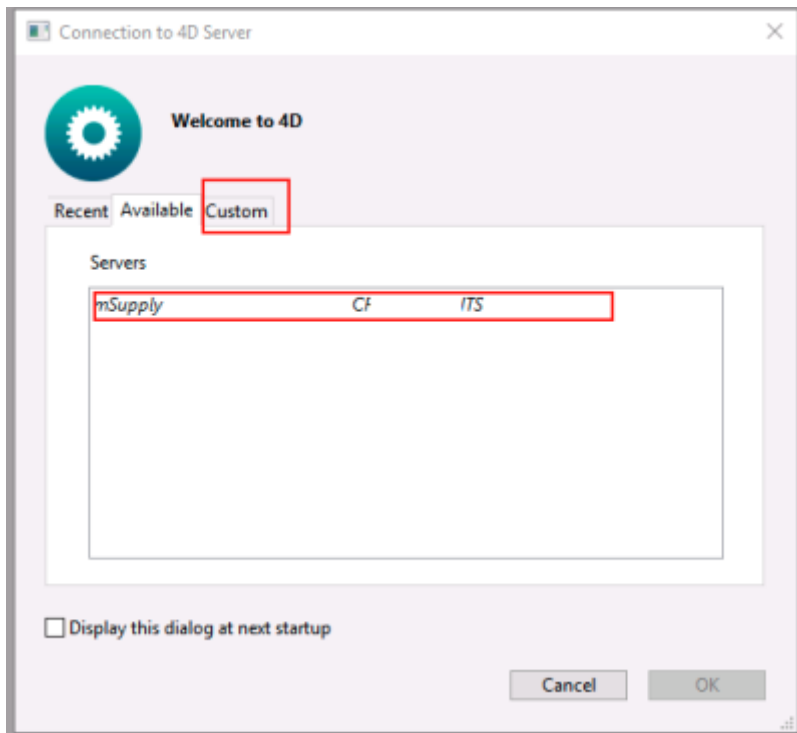 Connection to 4D Server
Welcome to 4D
Recent Available Custom
Servers
mSupply ITS
Display this dialog at next startup
Cancel OK